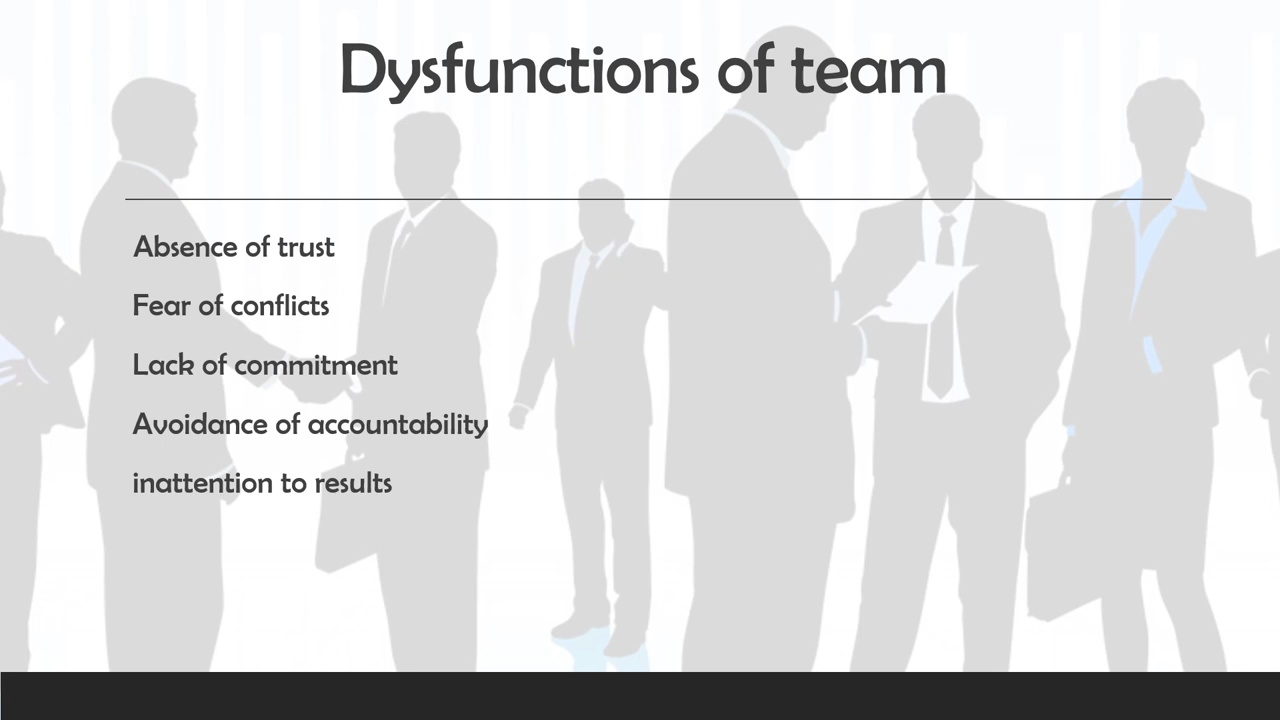 Dysfunctions of team
Absence of trust
Fear of conflicts
Lack of commitment
Avoidance of accountability
inattention to results